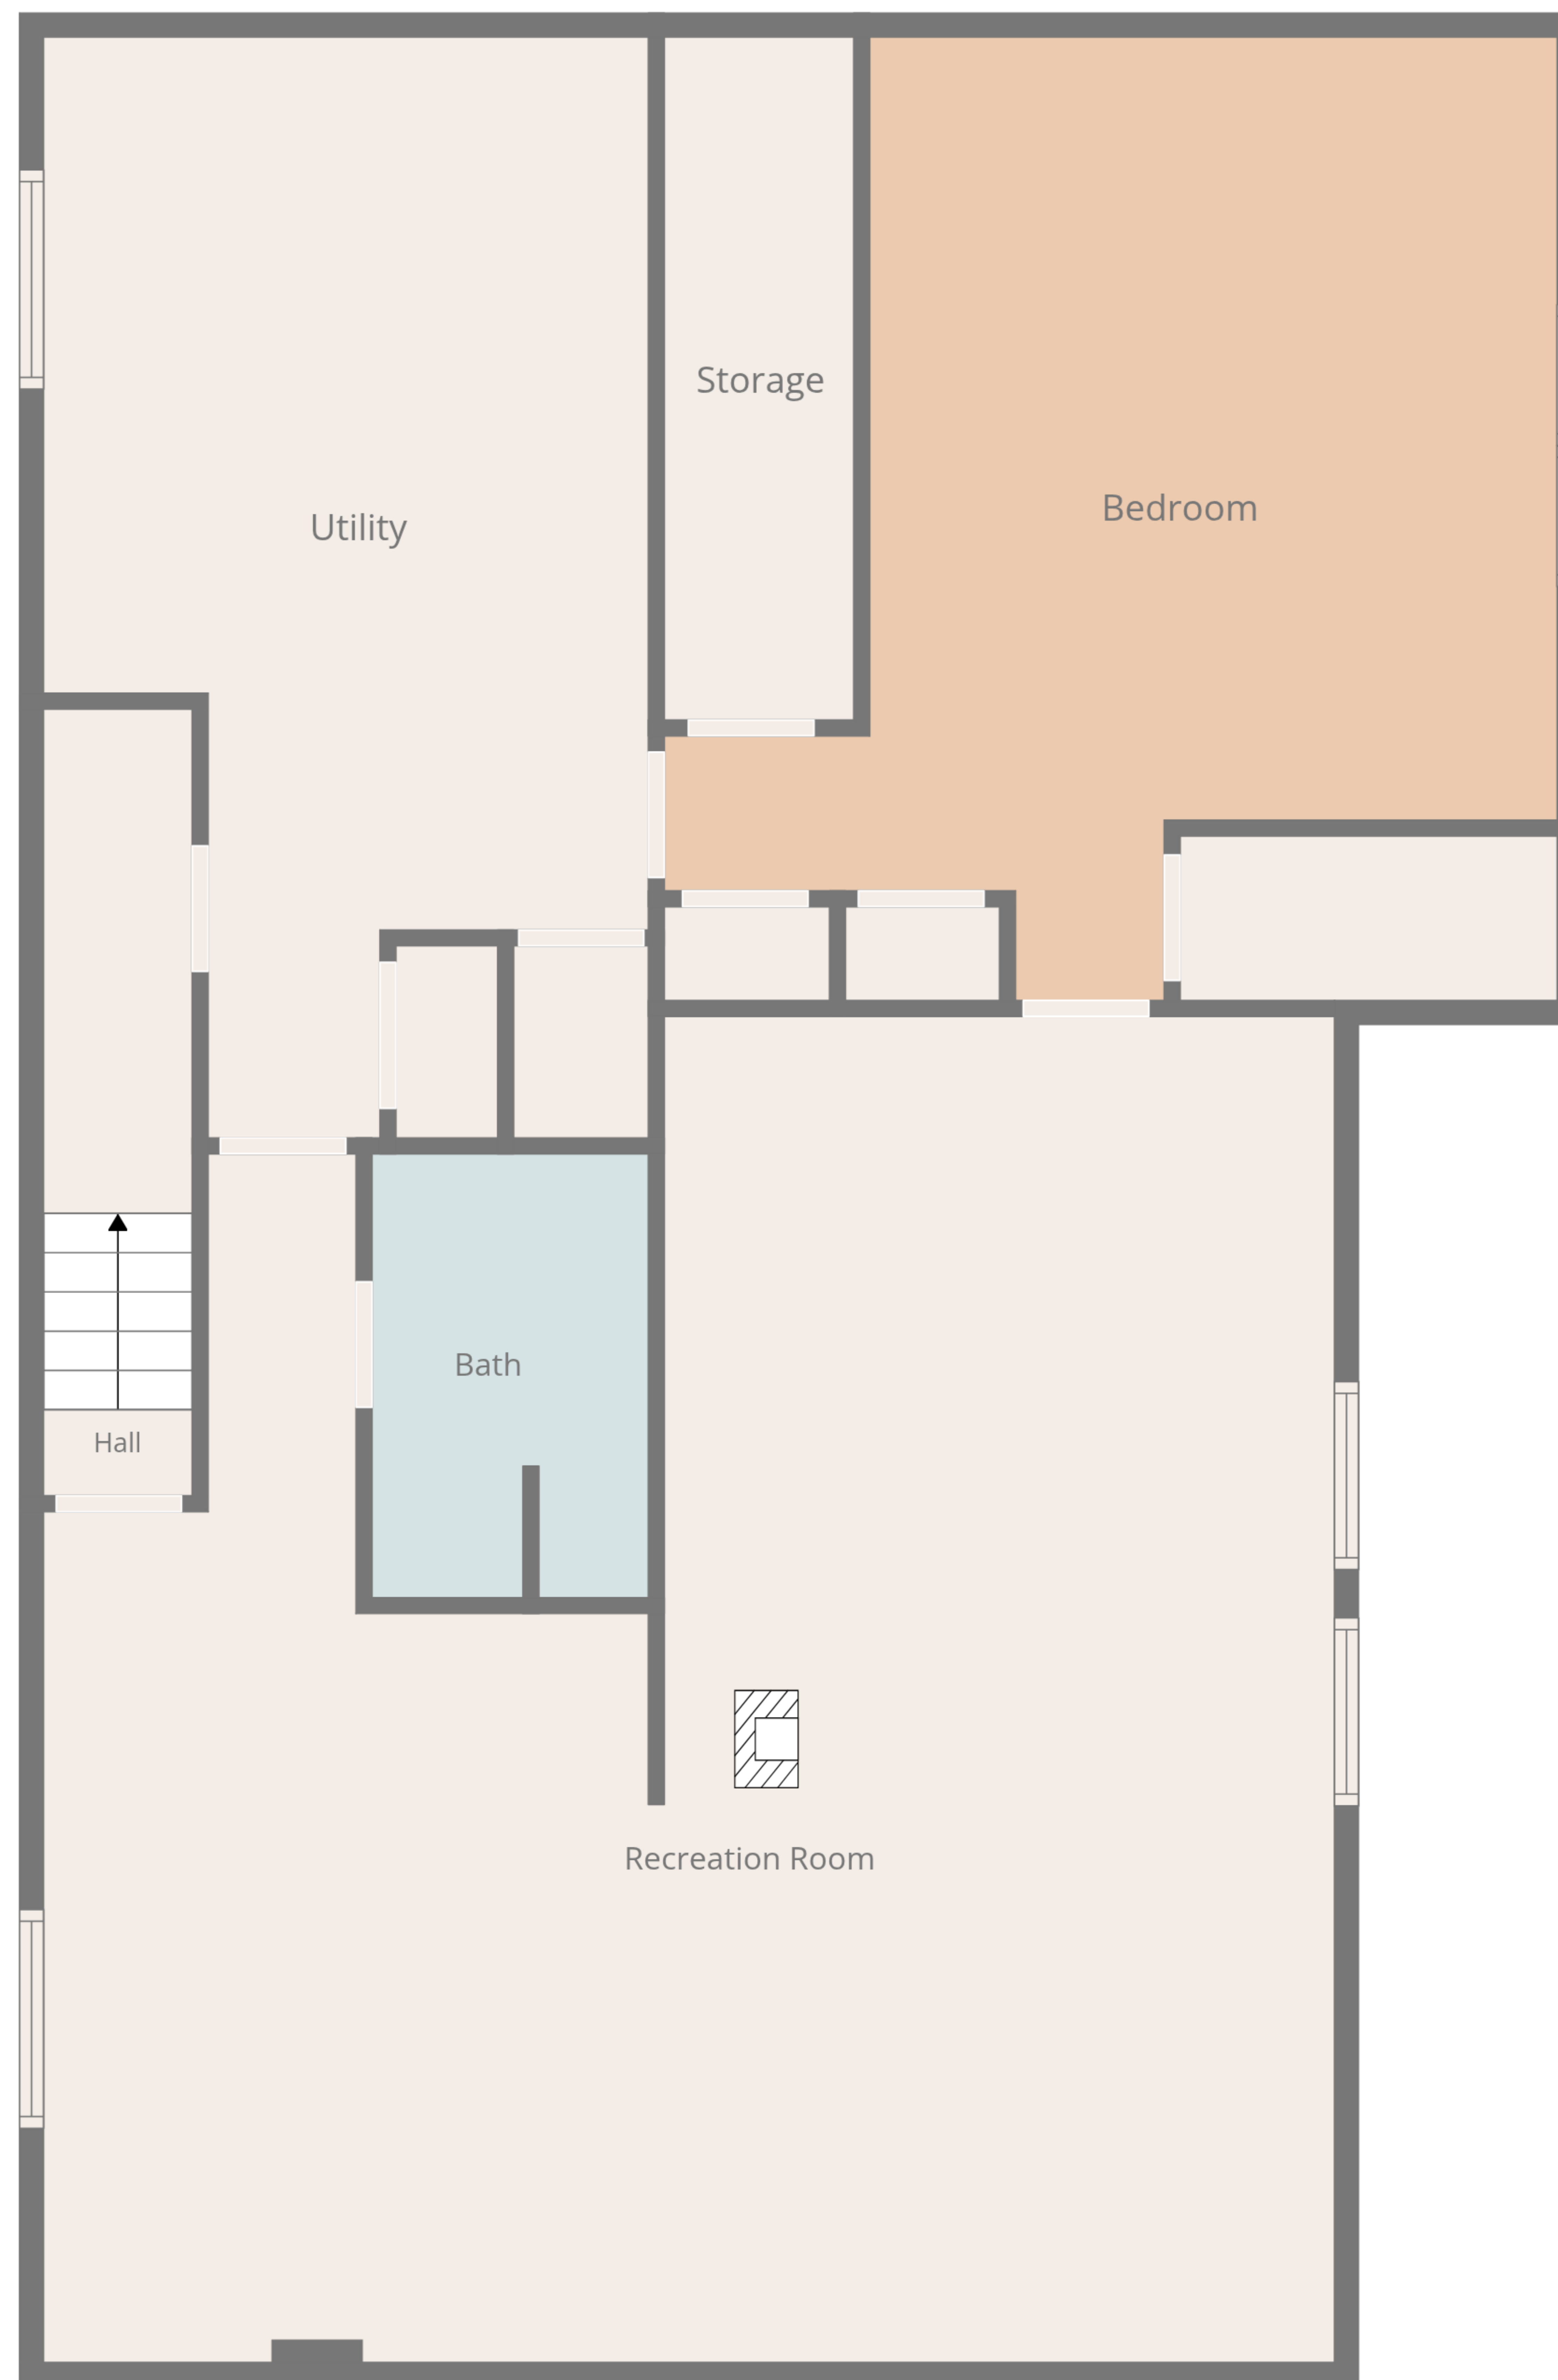 Storage
Bedroom
Utility
Bath
Hall
Recreation Room